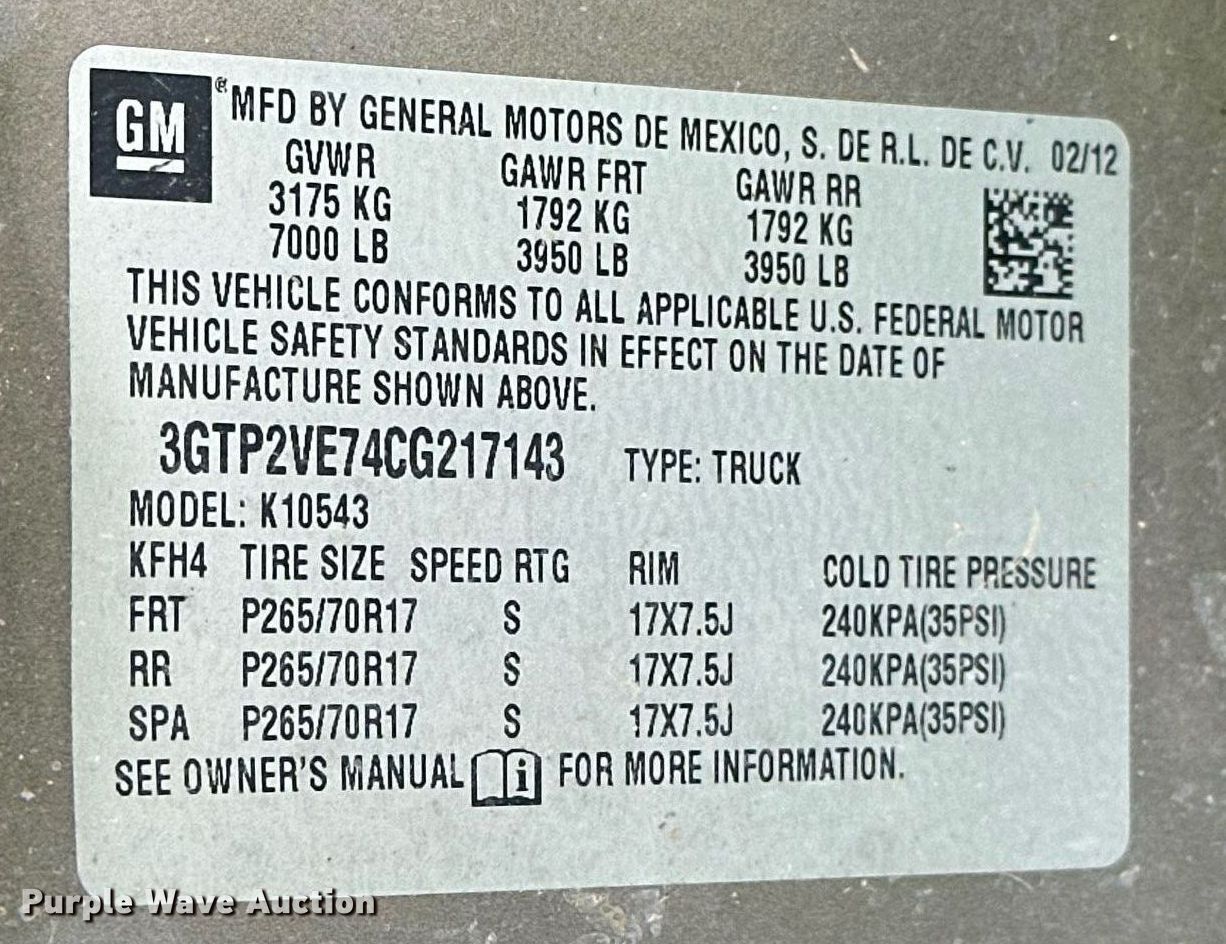 GM ® MFD BY GENERAL MOTORS DE MEXICO, S. DE R.L. DE C.V. 02/12
GVWR GAWR FRT GAWR RR
3175 KG 1792 KG 1792 KG
7000 LB 3950 LB 3950 LB
THIS VEHICLE CONFORMS TO ALL APPLICABLE U.S. FEDERAL MOTOR
VEHICLE SAFETY STANDARDS IN EFFECT ON THE DATE OF
MANUFACTURE SHOWN ABOVE.
3GTP2VE74CG217143 TYPE: TRUCK
MODEL: K10543
KFH4 TIRE SIZE SPEED RTG RIM COLD TIRE PRESSURE
FRT P265/70R17 S 17X7.5J 240KPA(35PSI)
RR P265/70R17 S 17X7.5J 240KPA(35PSI)
SPA P265/70R17 S 17X7.5J 240KPA(35PSI)
SEE OWNER'S MANUAL i FOR MORE INFORMATION.
Purple Wave Auction